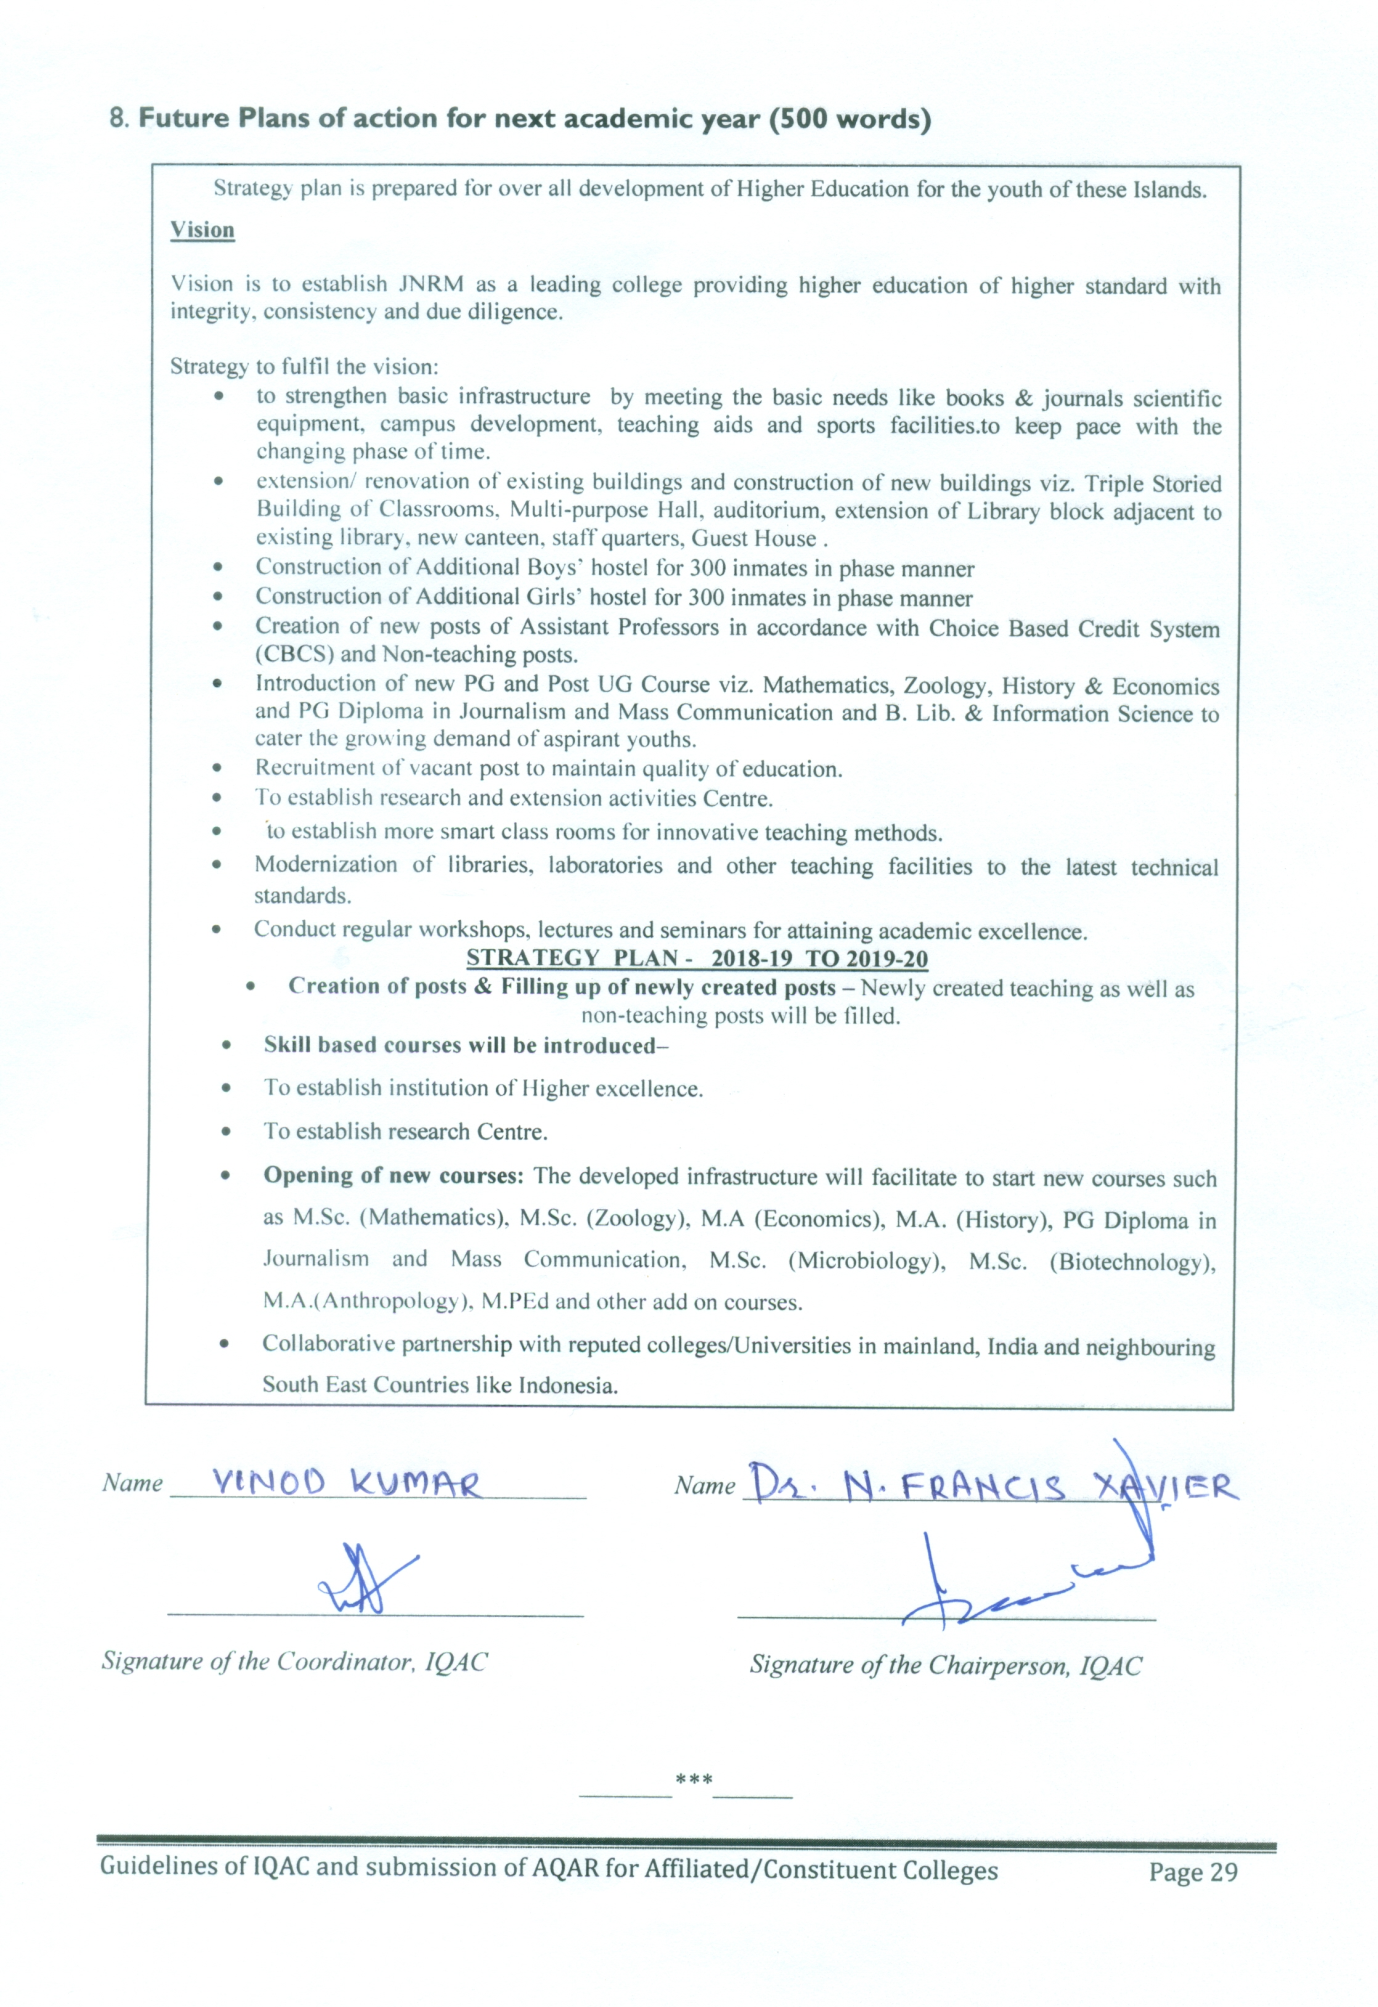 8. Future Plans of action for next academic year (500 words)
Strategy plan is prepared for over all development of Higher Education for the youth of these Islands.
Vision
Vision is to establish JNRM as a leading college providing higher education of higher standard with
integrity, consistency and due diligence.
Strategy to fulfil the vision:
• to strengthen basic infrastructure by meeting the basic needs like books & journals scientific
equipment, campus development, teaching aids and sports facilities.to keep pace with the
changing phase of time.
• extension/ renovation of existing buildings and construction of new buildings viz. Triple Storied
Building of Classrooms, Multi-purpose Hall, auditorium, extension of Library block adjacent to
existing library, new canteen, staff quarters, Guest House .
• Construction of Additional Boys' hostel for 300 inmates in phase manner
• Construction of Additional Girls' hostel for 300 inmates in phase manner
• Creation of new posts of Assistant Professors in accordance with Choice Based Credit System
(CBCS) and Non-teaching posts.
• Introduction of new PG and Post UG Course viz. Mathematics, Zoology, History & Economics
and PG Diploma in Journalism and Mass Communication and B. Lib. & Information Science to
cater the growing demand of aspirant youths.
• Recruitment of vacant post to maintain quality of education.
• To establish research and extension activities Centre.
• to establish more smart class rooms for innovative teaching methods.
• Modernization of libraries, laboratories and other teaching facilities to the latest technical
standards.
• Conduct regular workshops, lectures and seminars for attaining academic excellence.
STRATEGY PLAN - 2018-19 TO 2019-20
• Creation of posts & Filling up of newly created posts – Newly created teaching as well as
non-teaching posts will be filled.
• Skill based courses will be introduced–
• To establish institution of Higher excellence.
• To establish research Centre.
• Opening of new courses: The developed infrastructure will facilitate to start new courses such
as M.Sc. (Mathematics), M.Sc. (Zoology), M.A (Economics), M.A. (History), PG Diploma in
Journalism and Mass Communication, M.Sc. (Microbiology), M.Sc. (Biotechnology),
M.A.(Anthropology), M.PEd and other add on courses.
• Collaborative partnership with reputed colleges/Universities in mainland, India and neighbouring
South East Countries like Indonesia.
Name VINOD KUMAR Name Dr. N. FRANCIS XAVIER
Signature of the Coordinator, IQAC Signature of the Chairperson, IQAC
***
Guidelines of IQAC and submission of AQAR for Affiliated/Constituent Colleges Page 29